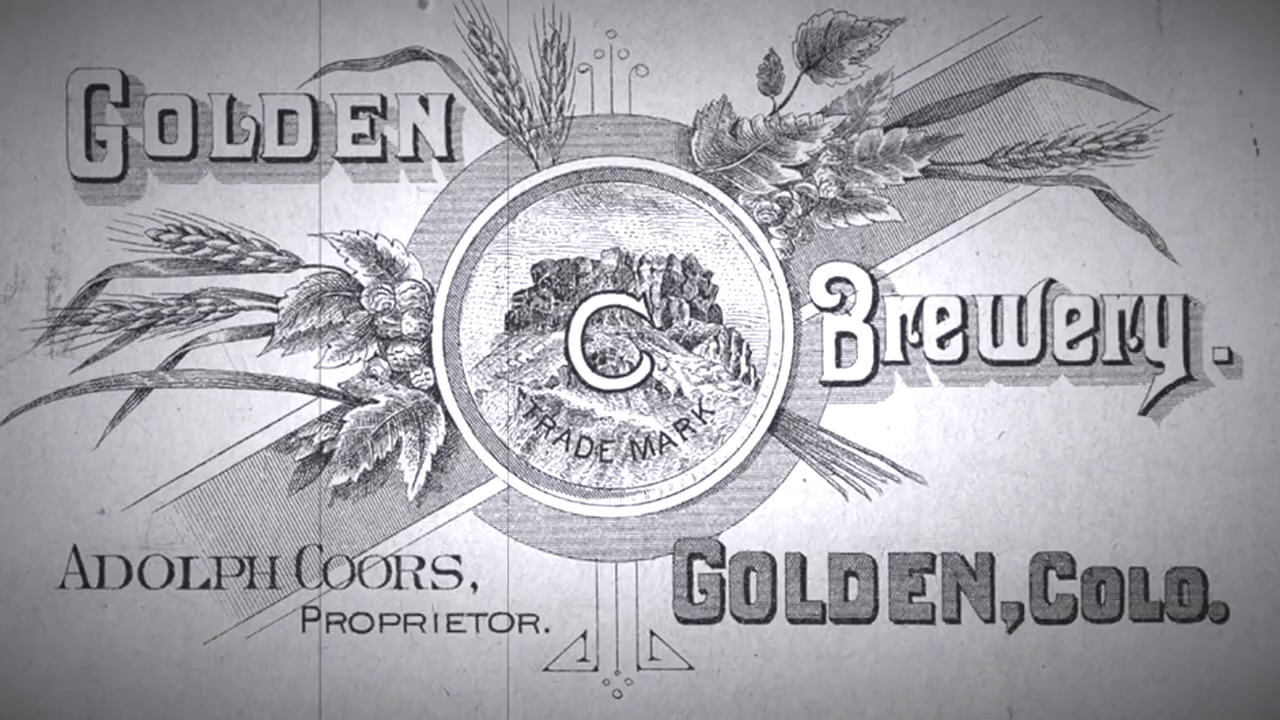 GOLDEN
Brewery.
C
TRADE MARK
ADOLPH COORS,
PROPRIETOR.
GOLDEN, COLO.